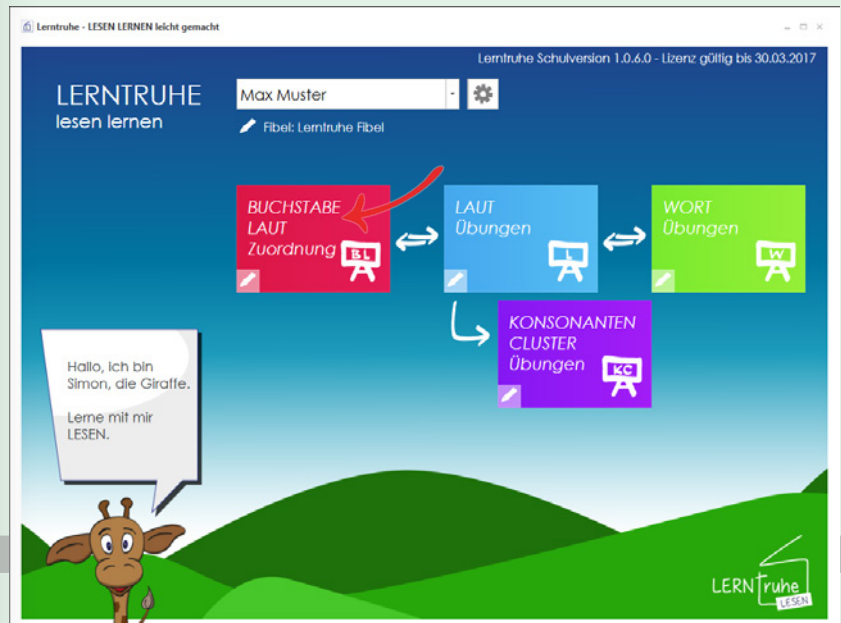 Lerntruhe - LESEN LERNEN leicht gemacht
Lerntruhe Schulversion 1.0.6.0 - Lizenz gültig bis 30.03.2017
LERNTRUHE
lesen lernen
Max Muster
Fibel: Lerntruhe Fibel
BUCHSTABE
LAUT
Zuordnung
BL
LAUT
Übungen
L
WORT
Übungen
W
KONSONANTEN
CLUSTER
Übungen
KC
Hallo, ich bin
Simon, die Giraffe.
Lerne mit mir
LESEN.
LERNTruhe
LESEN